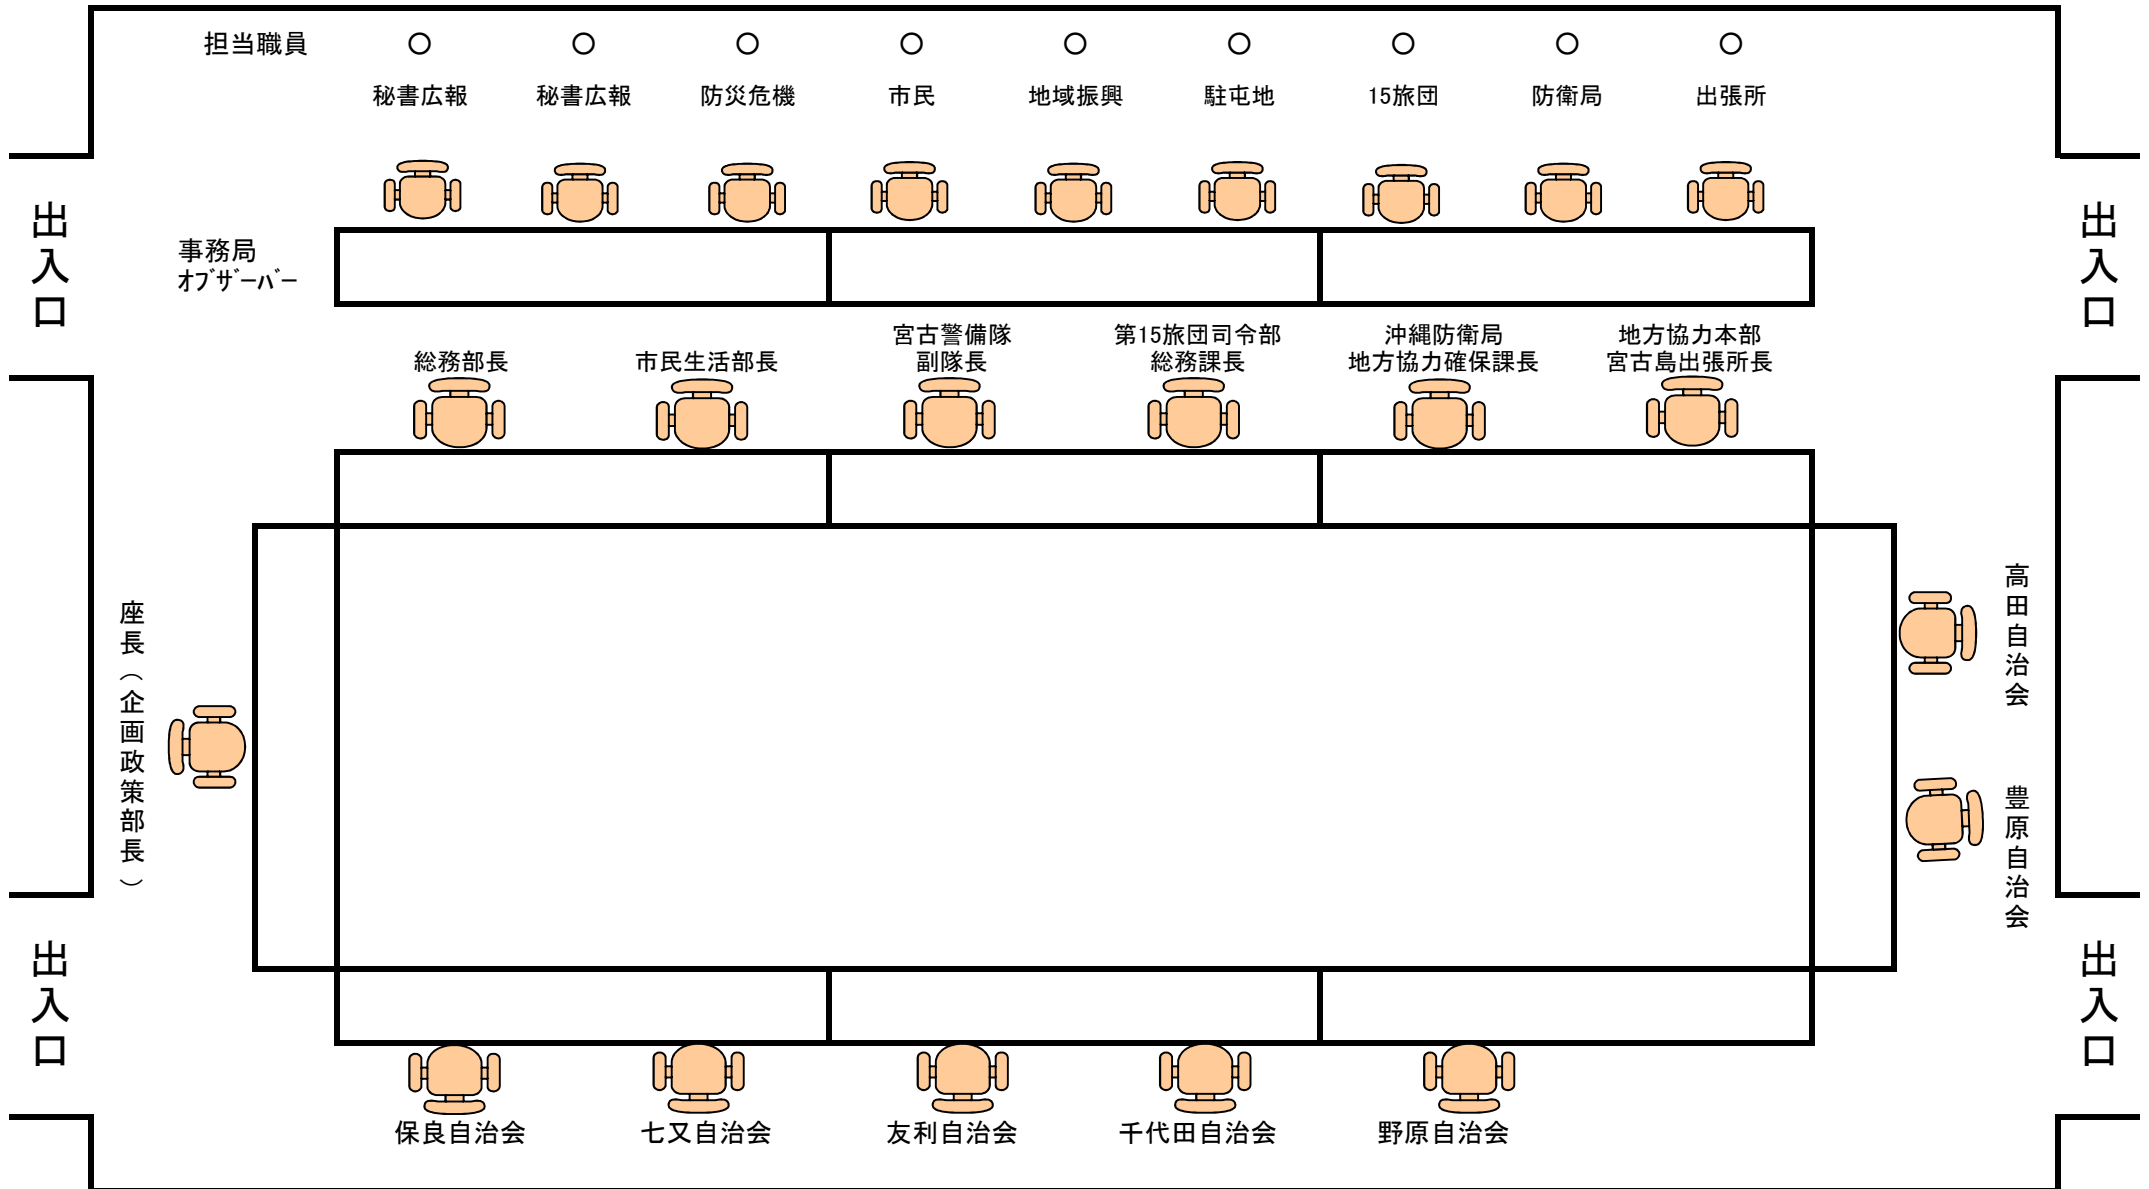 担当職員 ○ ○ ○ ○ ○ ○ ○ ○ ○
秘書広報 秘書広報 防災危機 市民 地域振興 駐屯地 15旅団 防衛局 出張所
出入口
出入口
事務局
オブザーバー
総務部長
市民生活部長
宮古警備隊
副隊長
第15旅団司令部
総務課長
沖縄防衛局
地方協力確保課長
地方協力本部
宮古島出張所長
座長（企画政策部長）
高田自治会
豊原自治会
出入口
出入口
保良自治会 七又自治会 友利自治会 千代田自治会 野原自治会